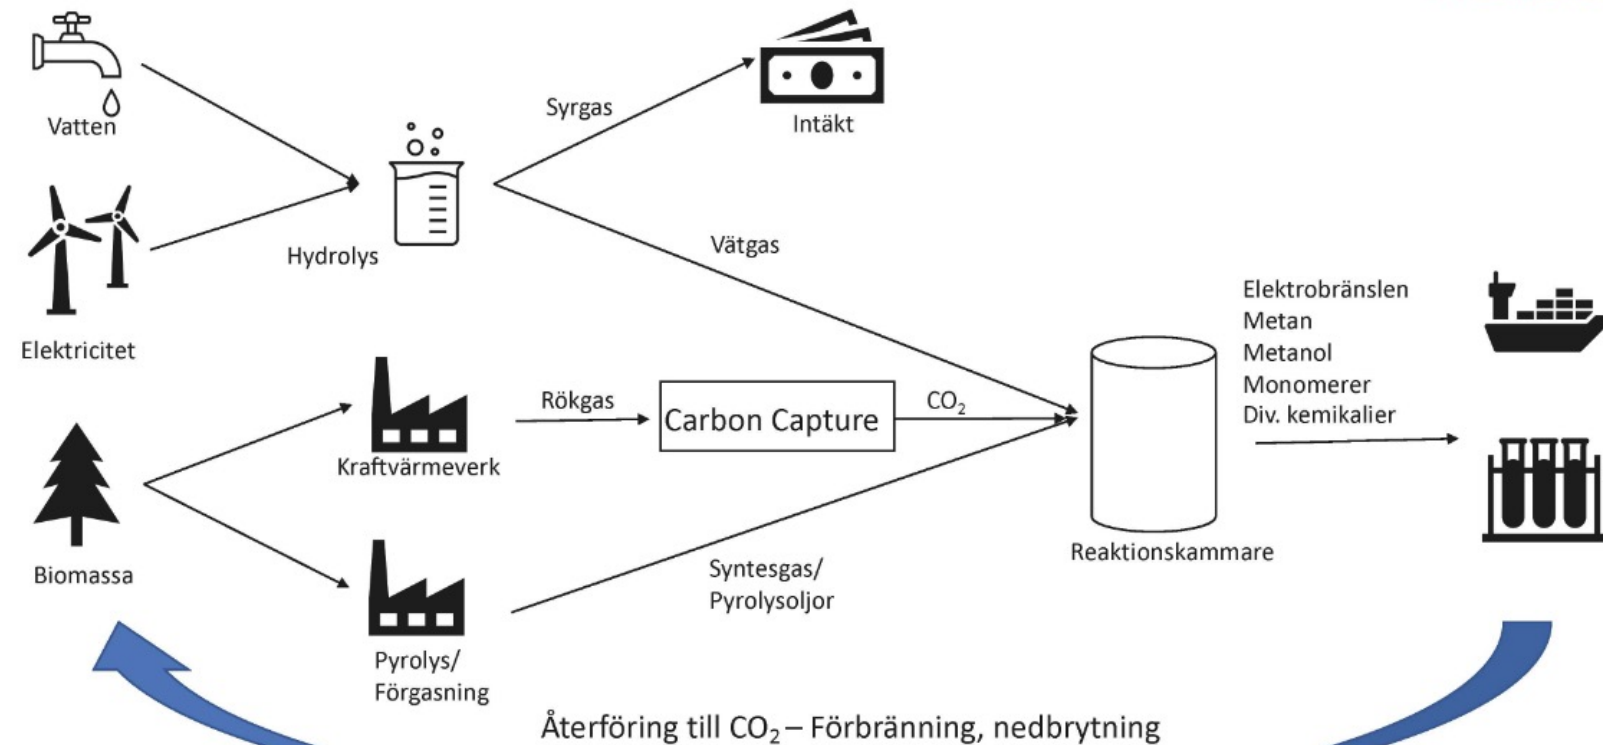 Vatten
Syrgas
Intäkt
Hydrolys
Vätgas
Elektricitet
Elektrobränslen
Metan
Metanol
Monomerer
Div. kemikalier
Rökgas
Carbon Capture
CO₂
Kraftvärmeverk
Reaktionskammare
Biomassa
Syntesgas/
Pyrolysoljor
Pyrolys/
Förgasning
Återföring till CO₂ – Förbränning, nedbrytning